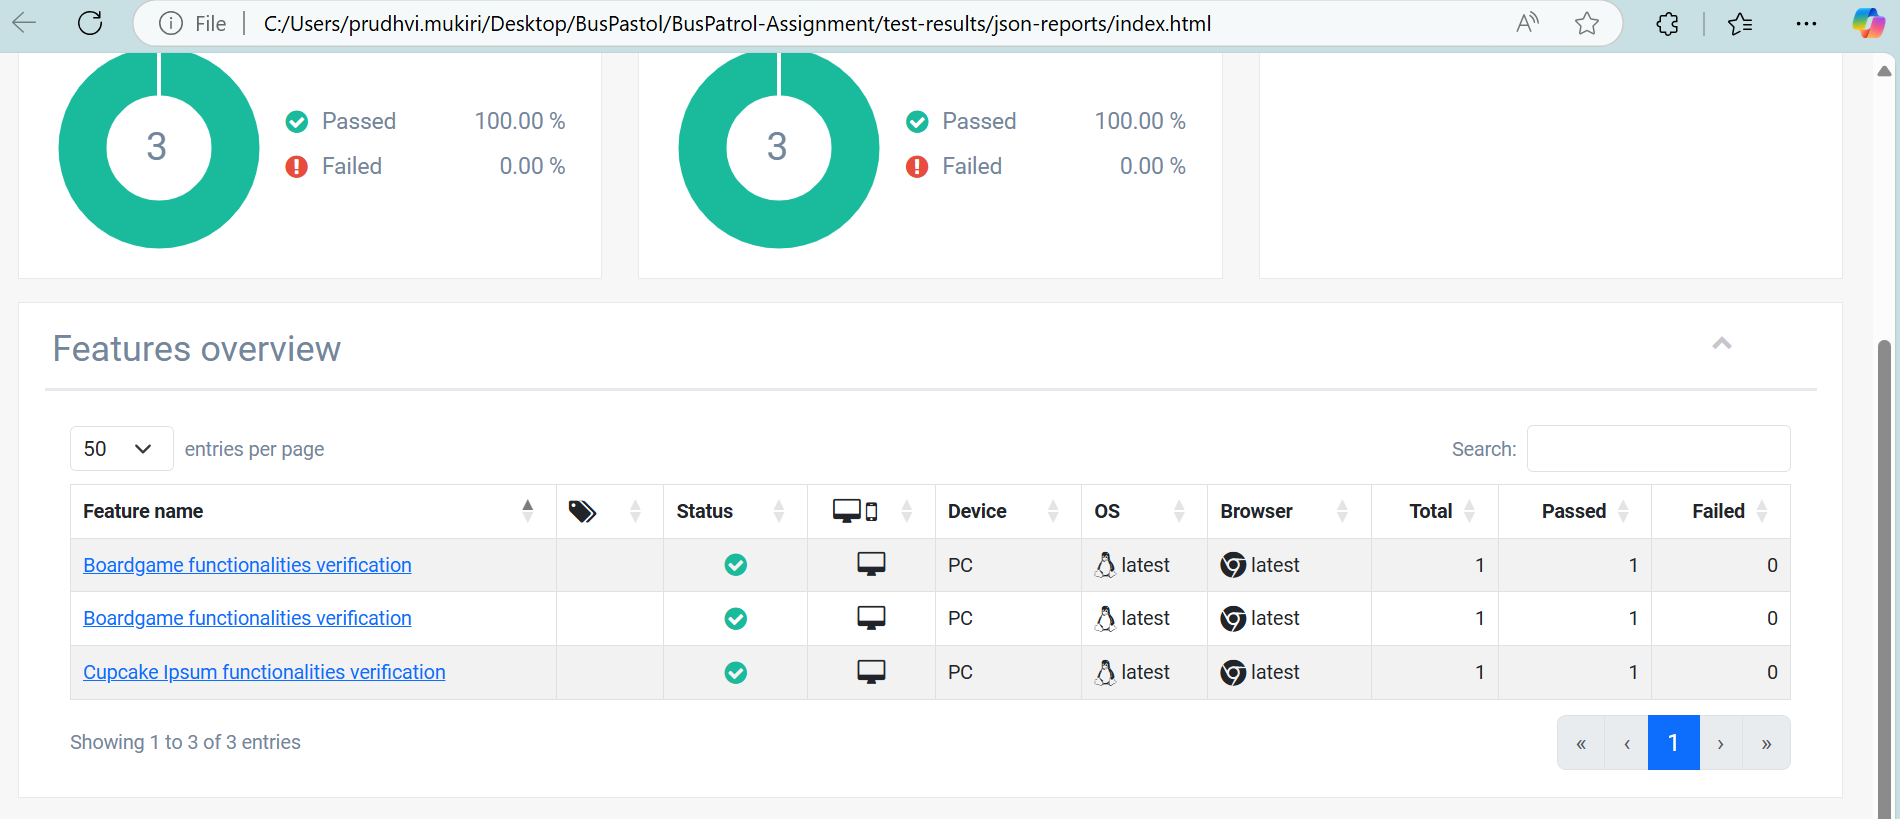 File C:/Users/prudhvi.mukiri/Desktop/BusPastol/BusPatrol-Assignment/test-results/json-reports/index.html
3 Passed 100.00 % Failed 0.00 %
3 Passed 100.00 % Failed 0.00 %
Features overview
50 entries per page Search:
Feature name Status Device OS Browser Total Passed Failed
Boardgame functionalities verification PC latest latest 1 1 0
Boardgame functionalities verification PC latest latest 1 1 0
Cupcake Ipsum functionalities verification PC latest latest 1 1 0
Showing 1 to 3 of 3 entries « ‹ 1 › »